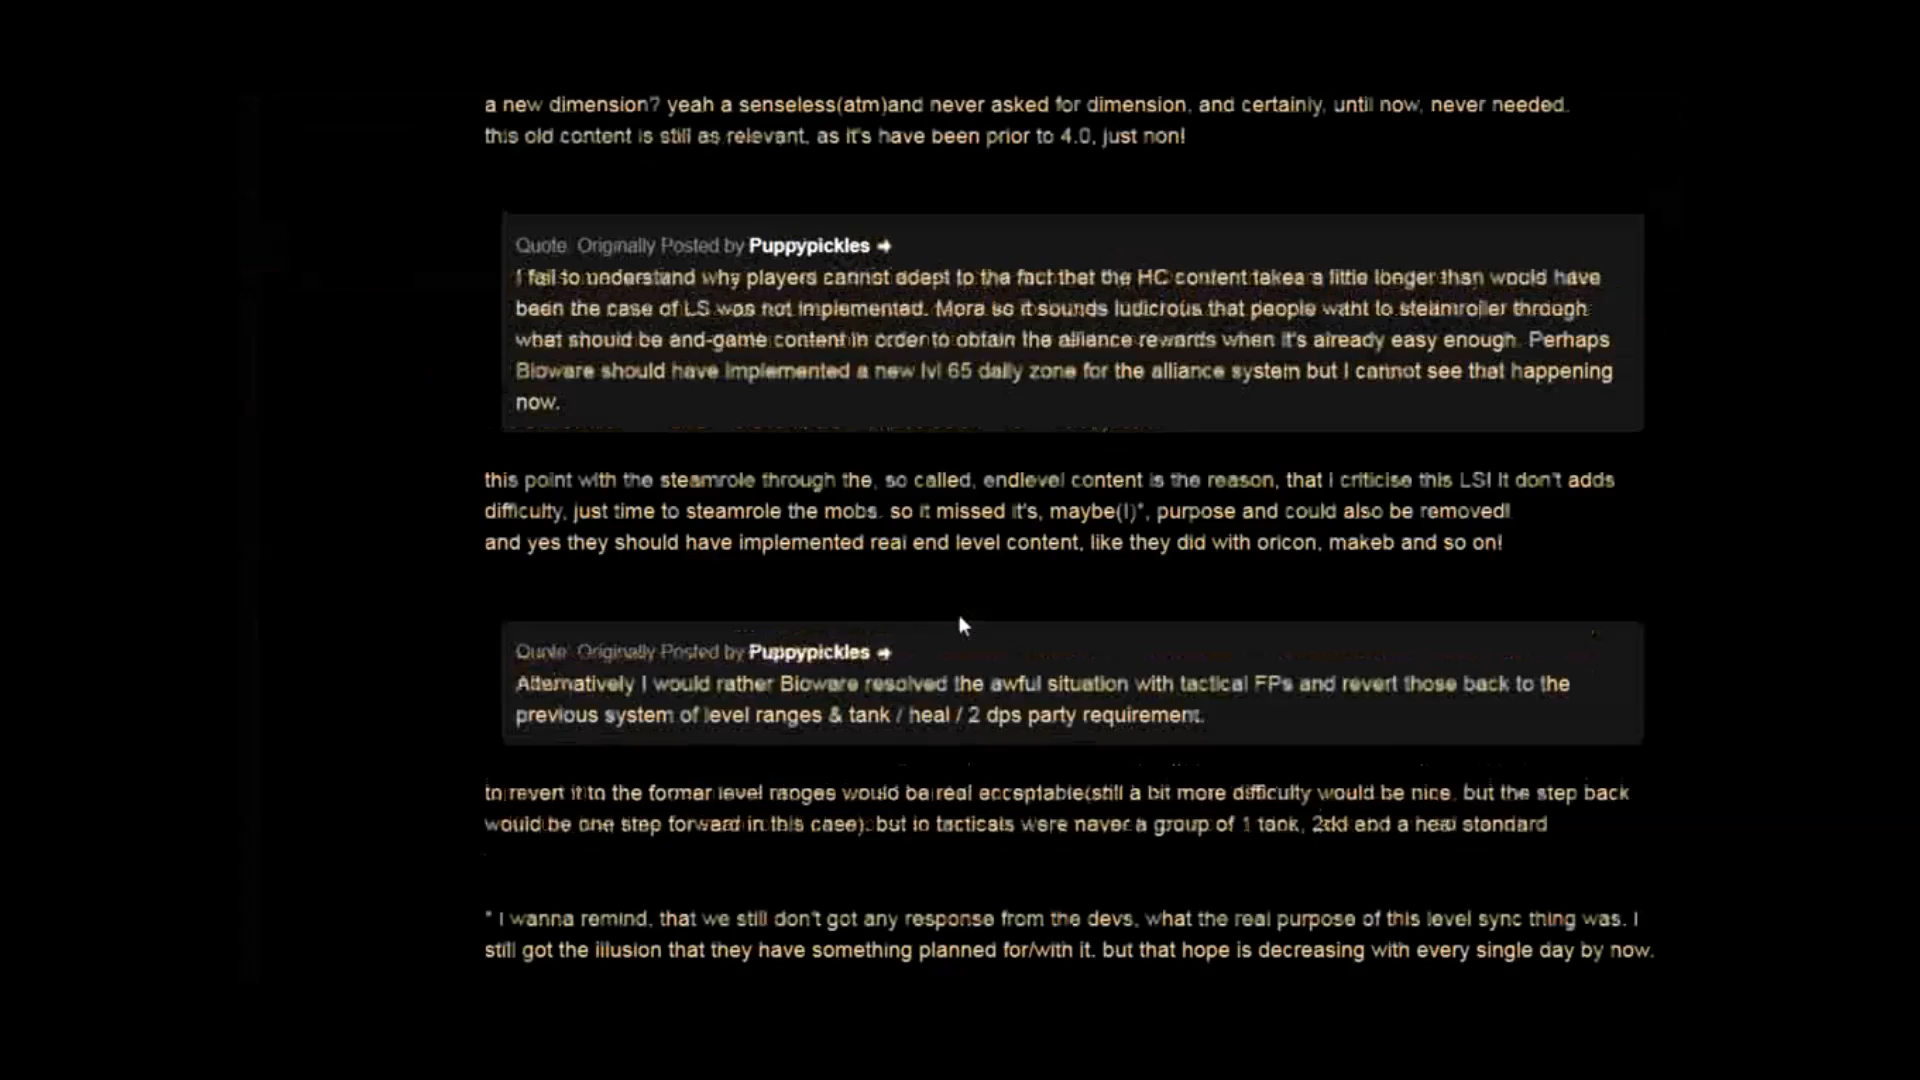 a new dimension? yeah a senseless(atm)and never asked for dimension, and certainly, until now, never needed.
this old content is still as relevant, as it's have been prior to 4.0, just non!
Quote: Originally Posted by Puppypickles
I fail to understand why players cannot adept to the fact that the HC content takea a little longer than would have
been the case of LS was not implemented. Mora so it sounds ludicrous that people waht to steamroller through
what should be and-game content in order to obtain the alliance rewards when it's already easy enough. Perhaps
Bioware should have implemented a new lvl 65 daily zone for the alliance system but I cannot see that happening
now.
this point with the steamrole through the, so called, endlevel content is the reason, that I criticise this LS! It don't adds
difficulty, just time to steamrole the mobs. so it missed it's, maybe(!)*, purpose and could also be removed!
and yes they should have implemented real end level content, like they did with oricon, makeb and so on!
Quote: Originally Posted by Puppypickles
Alternatively I would rather Bioware resolved the awful situation with tactical FPs and revert those back to the
previous system of level ranges & tank / heal / 2 dps party requirement.
to revert it to the former level ranges would be real acceptable(still a bit more difficulty would be nice, but the step back
would be one step forward in this case). but in tacticals were never a group of 1 tank, and a heal standard
* I wanna remind, that we still don't got any response from the devs, what the real purpose of this level sync thing was. I
still got the illusion that they have something planned for/with it. but that hope is decreasing with every single day by now.